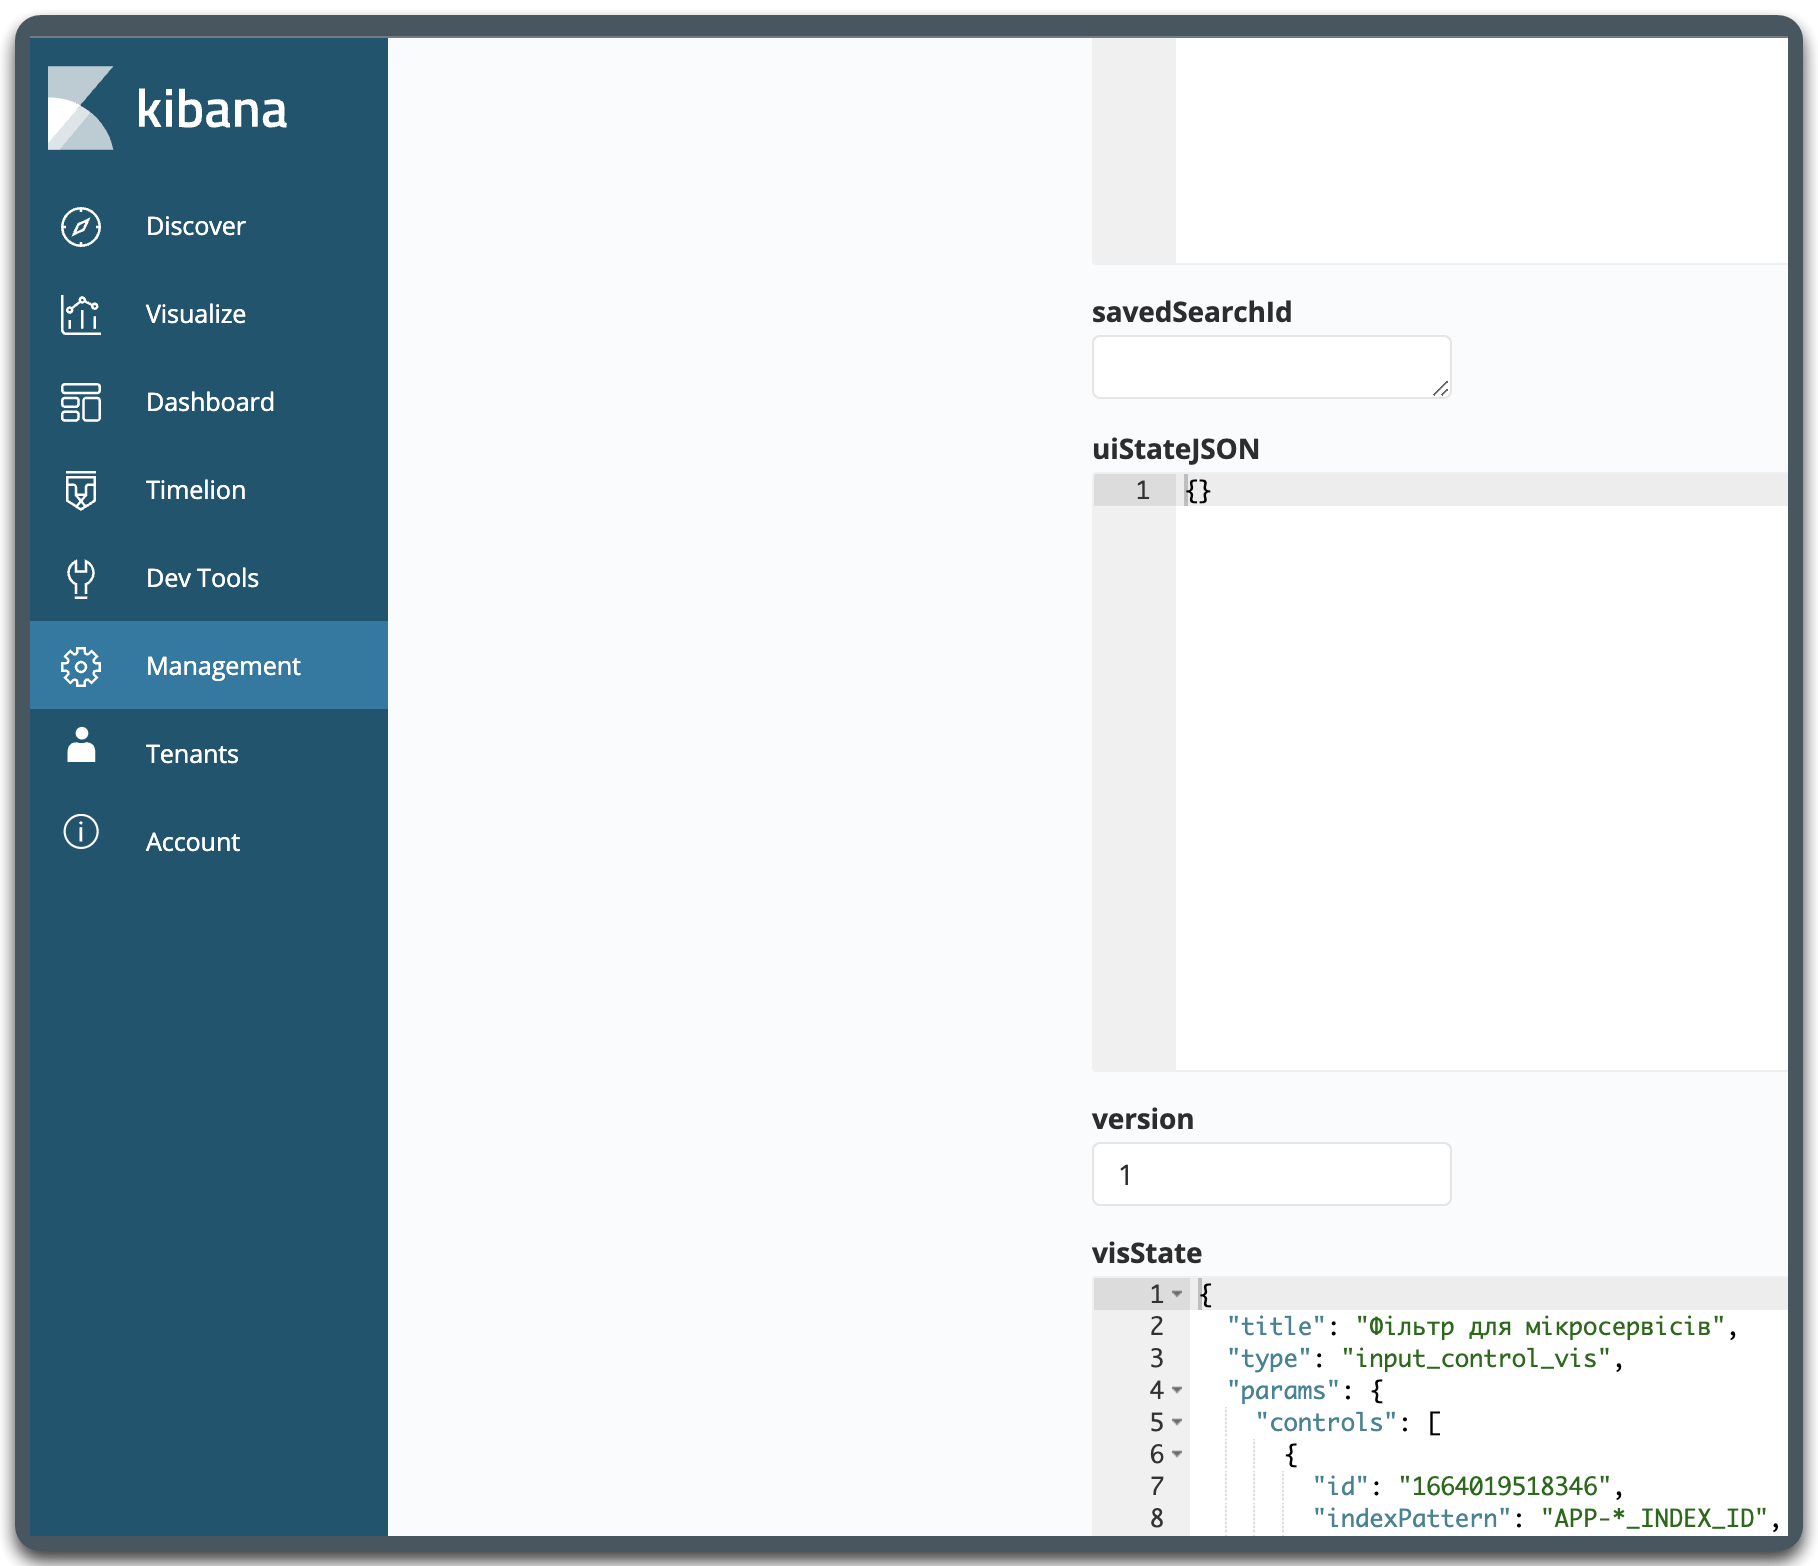 kibana
Discover
Visualize
Dashboard
Timelion
Dev Tools
Management
Tenants
Account
savedSearchId
uiStateJSON
1 {}
version
1
visState
1 {
2 "title": "Фільтр для мікросервісів",
3 "type": "input_control_vis",
4 "params": {
5 "controls": [
6 {
7 "id": "1664019518346",
8 "indexPattern": "APP-*_INDEX_ID",